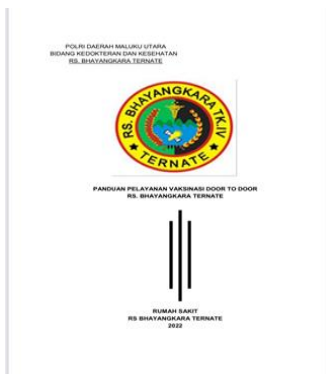 POLRI DAERAH MALUKU UTARA
BIDANG KEDOKTERAN DAN KESEHATAN
RS. BHAYANGKARA TERNATE
RS. BHAYANGKARA TK.IV
TERNATE
PANDUAN PELAYANAN VAKSINASI DOOR TO DOOR
RS. BHAYANGKARA TERNATE
RUMAH SAKIT
RS BHAYANGKARA TERNATE
2022